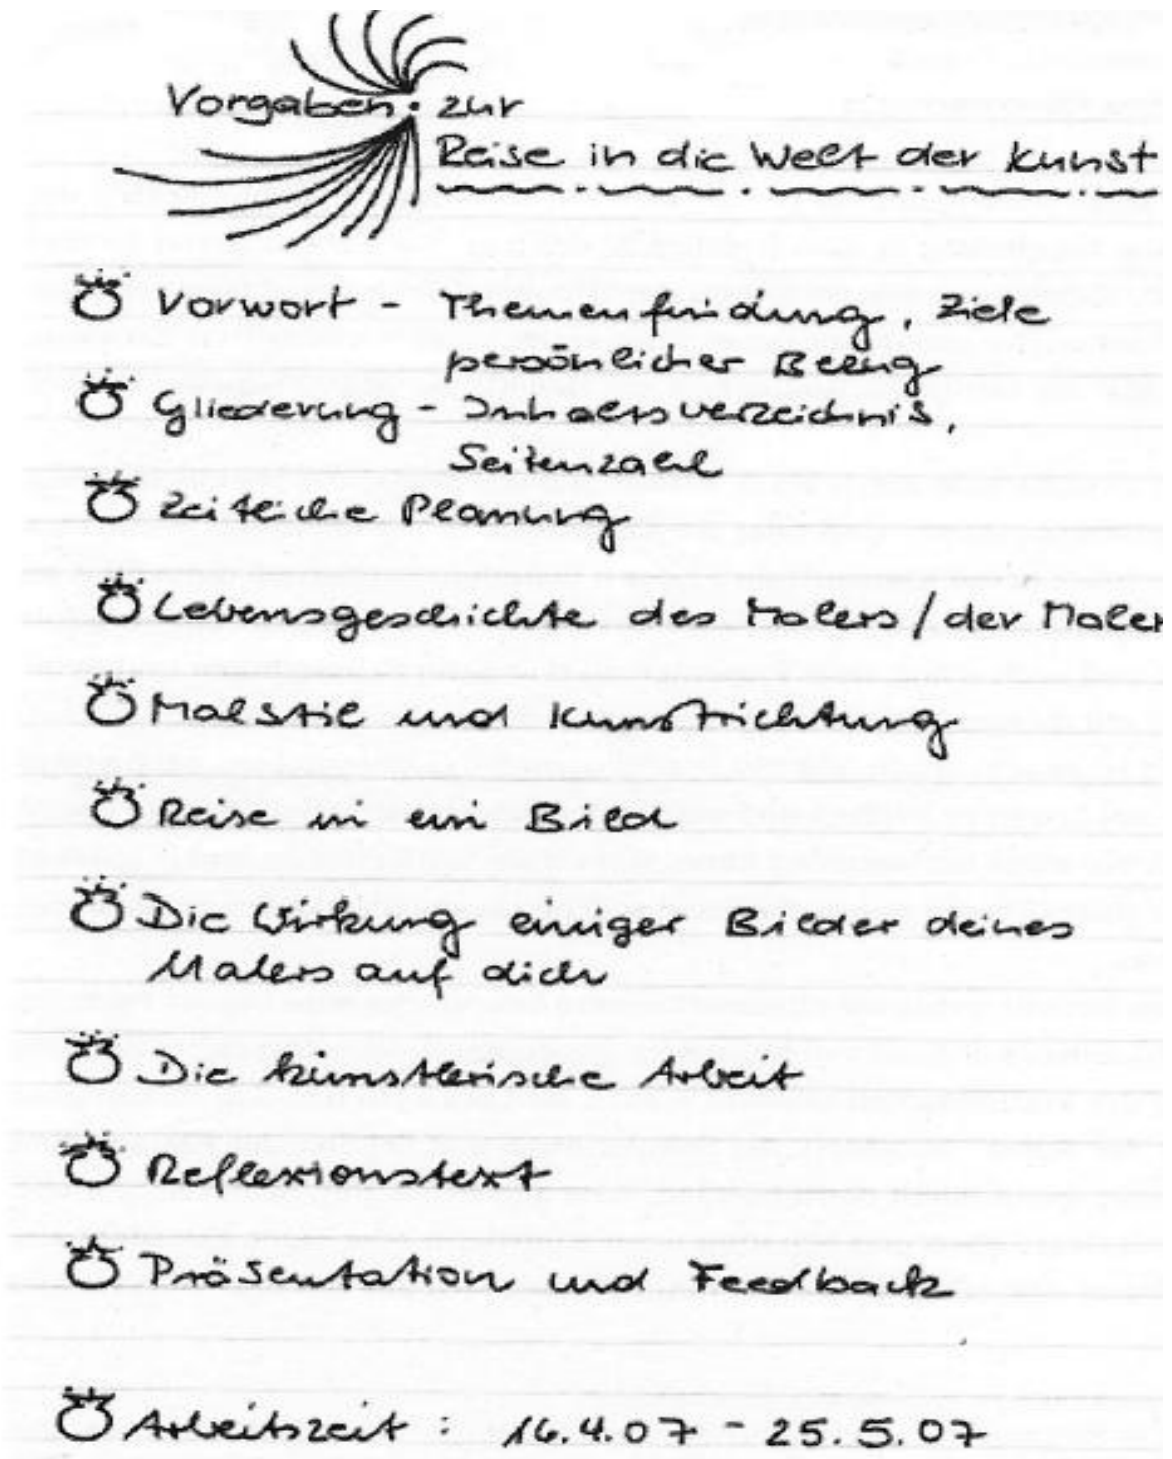 Vorgaben: zur
Reise in die Welt der Kunst
Vorwort - Themenfindung, Ziele
persönlicher Bezug
Gliederung - Inhaltsverzeichnis,
Seitenzahl
Zeitliche Planung
Lebensgeschichte des Malers / der Maler
Malstil und Kunstrichtung
Reise in ein Bild
Die Wirkung einiger Bilder deines
Malers auf dich
Die künstlerische Arbeit
Reflexionstext
Präsentation und Feedback
Arbeitszeit: 16.4.07 - 25.5.07